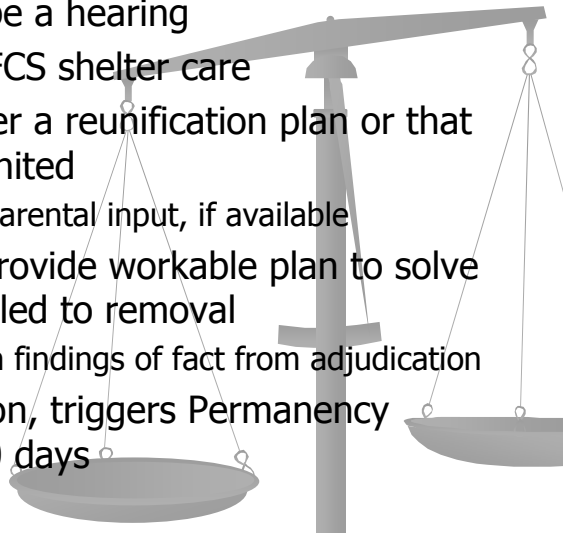 be a hearing
FCS shelter care
er a reunification plan or that
nited
arental input, if available
rovide workable plan to solve
led to removal
findings of fact from adjudication
on, triggers Permanency
days